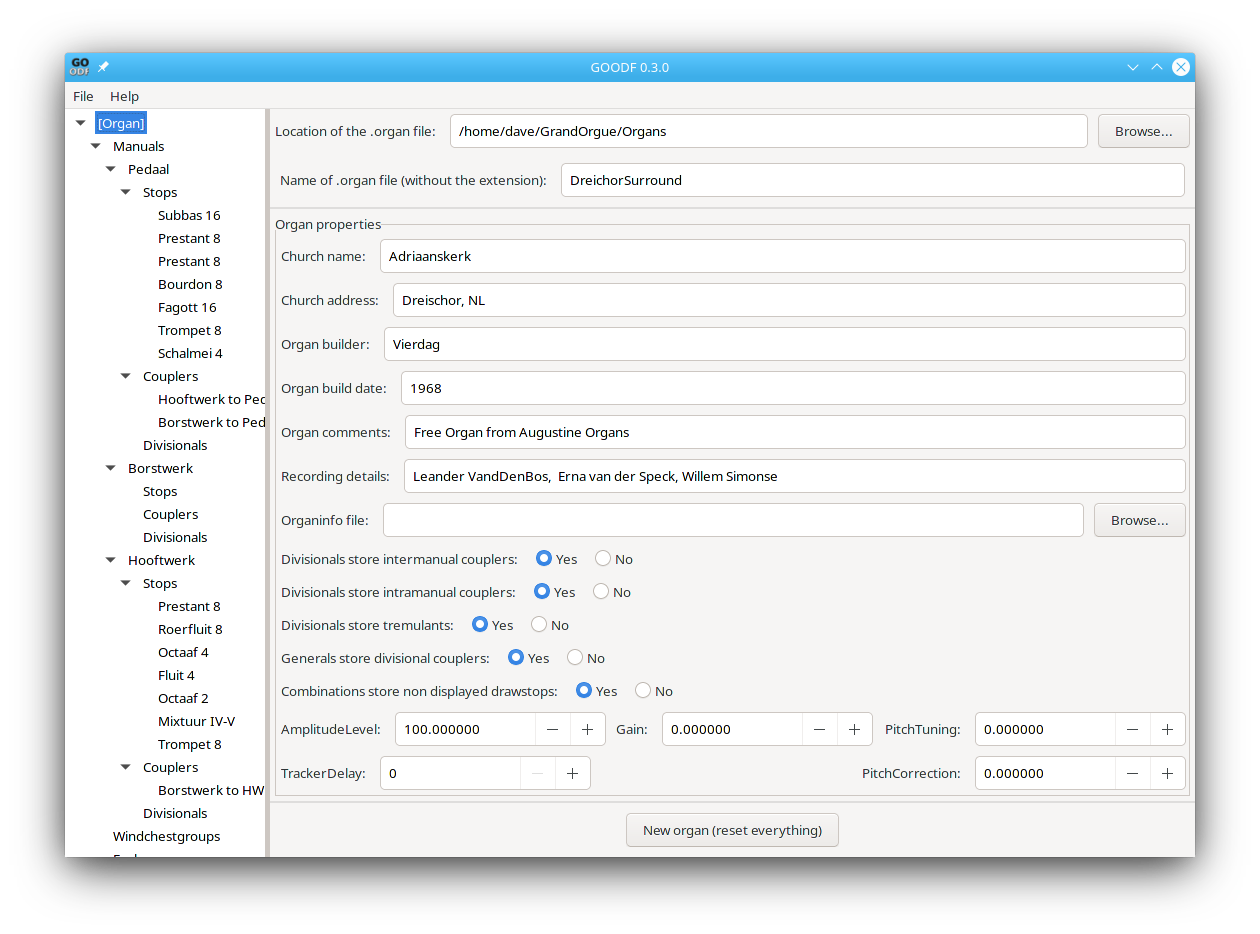 GO
ODF
GOODF 0.3.0
File Help
[Organ]
Manuals
Pedaal
Stops
Subbas 16
Prestant 8
Prestant 8
Bourdon 8
Fagott 16
Trompet 8
Schalmei 4
Couplers
Hooftwerk to Ped
Borstwerk to Ped
Divisionals
Borstwerk
Stops
Couplers
Divisionals
Hooftwerk
Stops
Prestant 8
Roerfluit 8
Octaaf 4
Fluit 4
Octaaf 2
Mixtuur IV-V
Trompet 8
Couplers
Borstwerk to HW
Divisionals
Windchestgroups
Location of the .organ file: /home/dave/GrandOrgue/Organs Browse...
Name of .organ file (without the extension): DreichorSurround
Organ properties
Church name: Adriaanskerk
Church address: Dreischor, NL
Organ builder: Vierdag
Organ build date: 1968
Organ comments: Free Organ from Augustine Organs
Recording details: Leander VandDenBos,  Erna van der Speck, Willem Simonse
Organinfo file: Browse...
Divisionals store intermanual couplers: Yes No
Divisionals store intramanual couplers: Yes No
Divisionals store tremulants: Yes No
Generals store divisional couplers: Yes No
Combinations store non displayed drawstops: Yes No
AmplitudeLevel: 100.000000 − + Gain: 0.000000 − + PitchTuning: 0.000000 − +
TrackerDelay: 0 − + PitchCorrection: 0.000000 − +
New organ (reset everything)